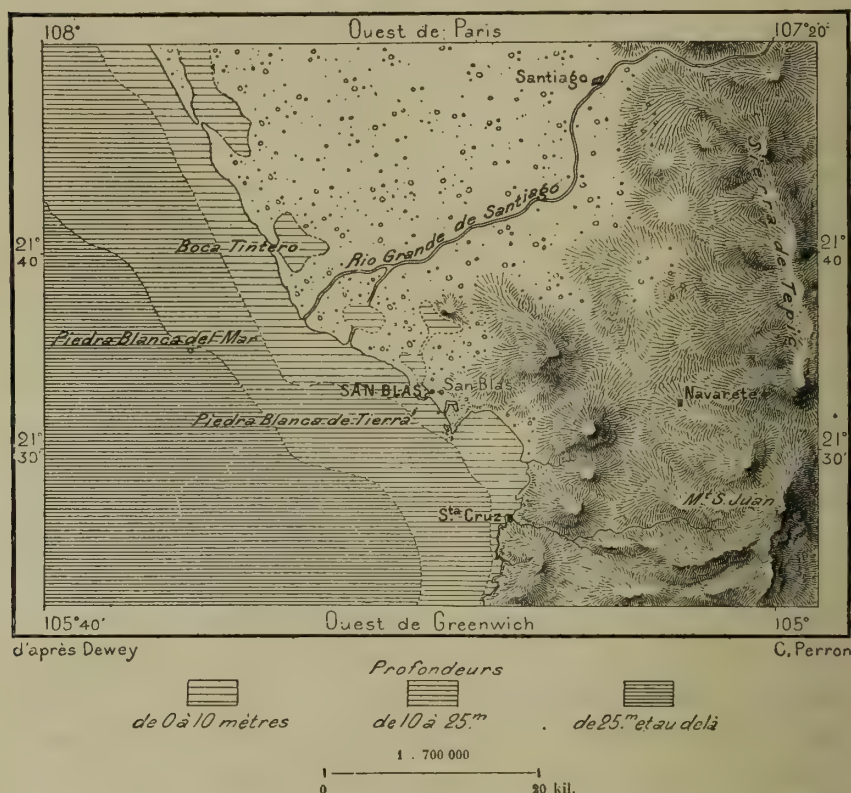 108°
Ouest de Paris
107°20'
Santiago
Sierra de Tepic
21°
40'
Boca Tintero
Rio Grande de Santiago
21°
40'
Piedra Blanca del Mar
SAN BLAS
San Blas
Navarete
Piedra Blanca de Tierra
21°
30'
21°
30'
Mt S. Juan
Sta Cruz
105°40'
Ouest de Greenwich
105°
d'après Dewey
C. Perron
Profondeurs
de 0 à 10 mètres
de 10 à 25.m
de 25.m et au delà
1 . 700 000
0
20 kil.